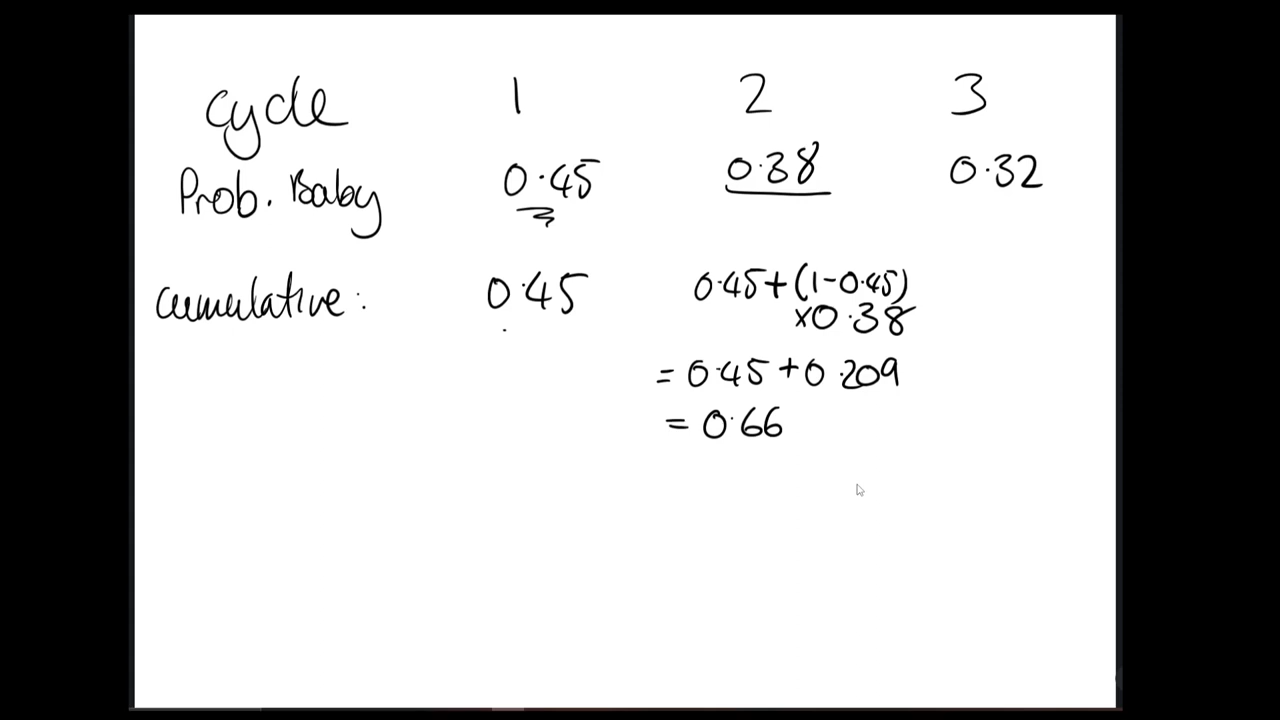 cycle 1 2 3
Prob. Baby 0.45 0.38 0.32
cumulative: 0.45 0.45+(1-0.45)
x0.38
= 0.45+0.209
= 0.66